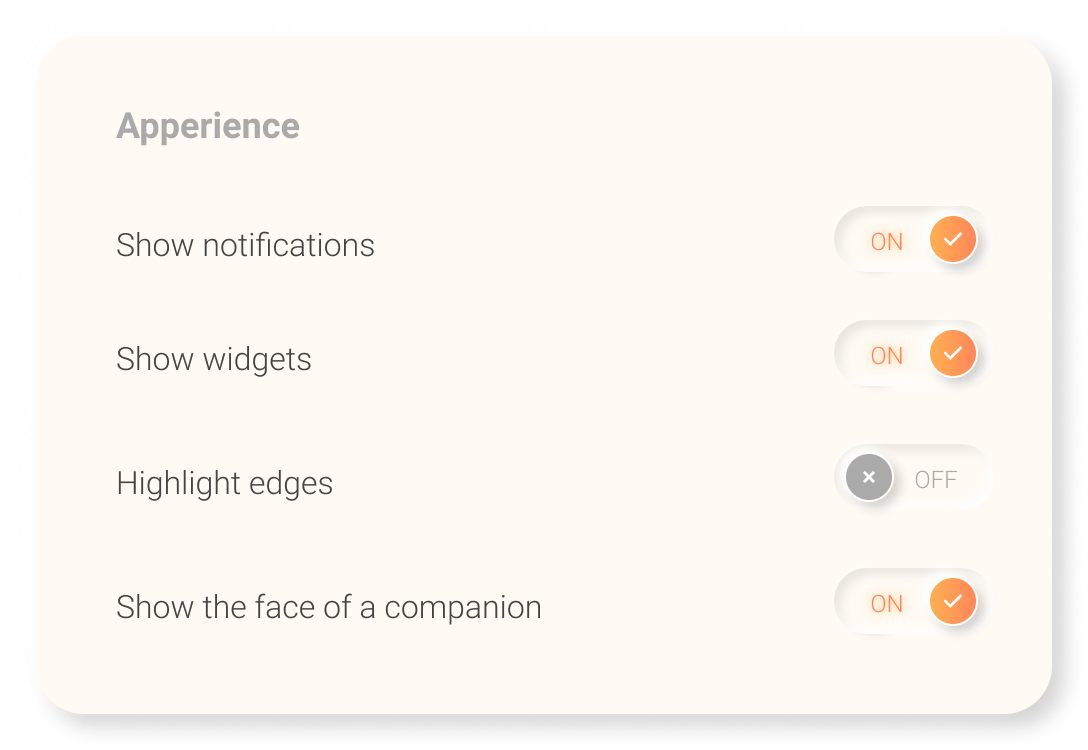 Apperience
Show notifications ON
Show widgets ON
Highlight edges OFF
Show the face of a companion ON